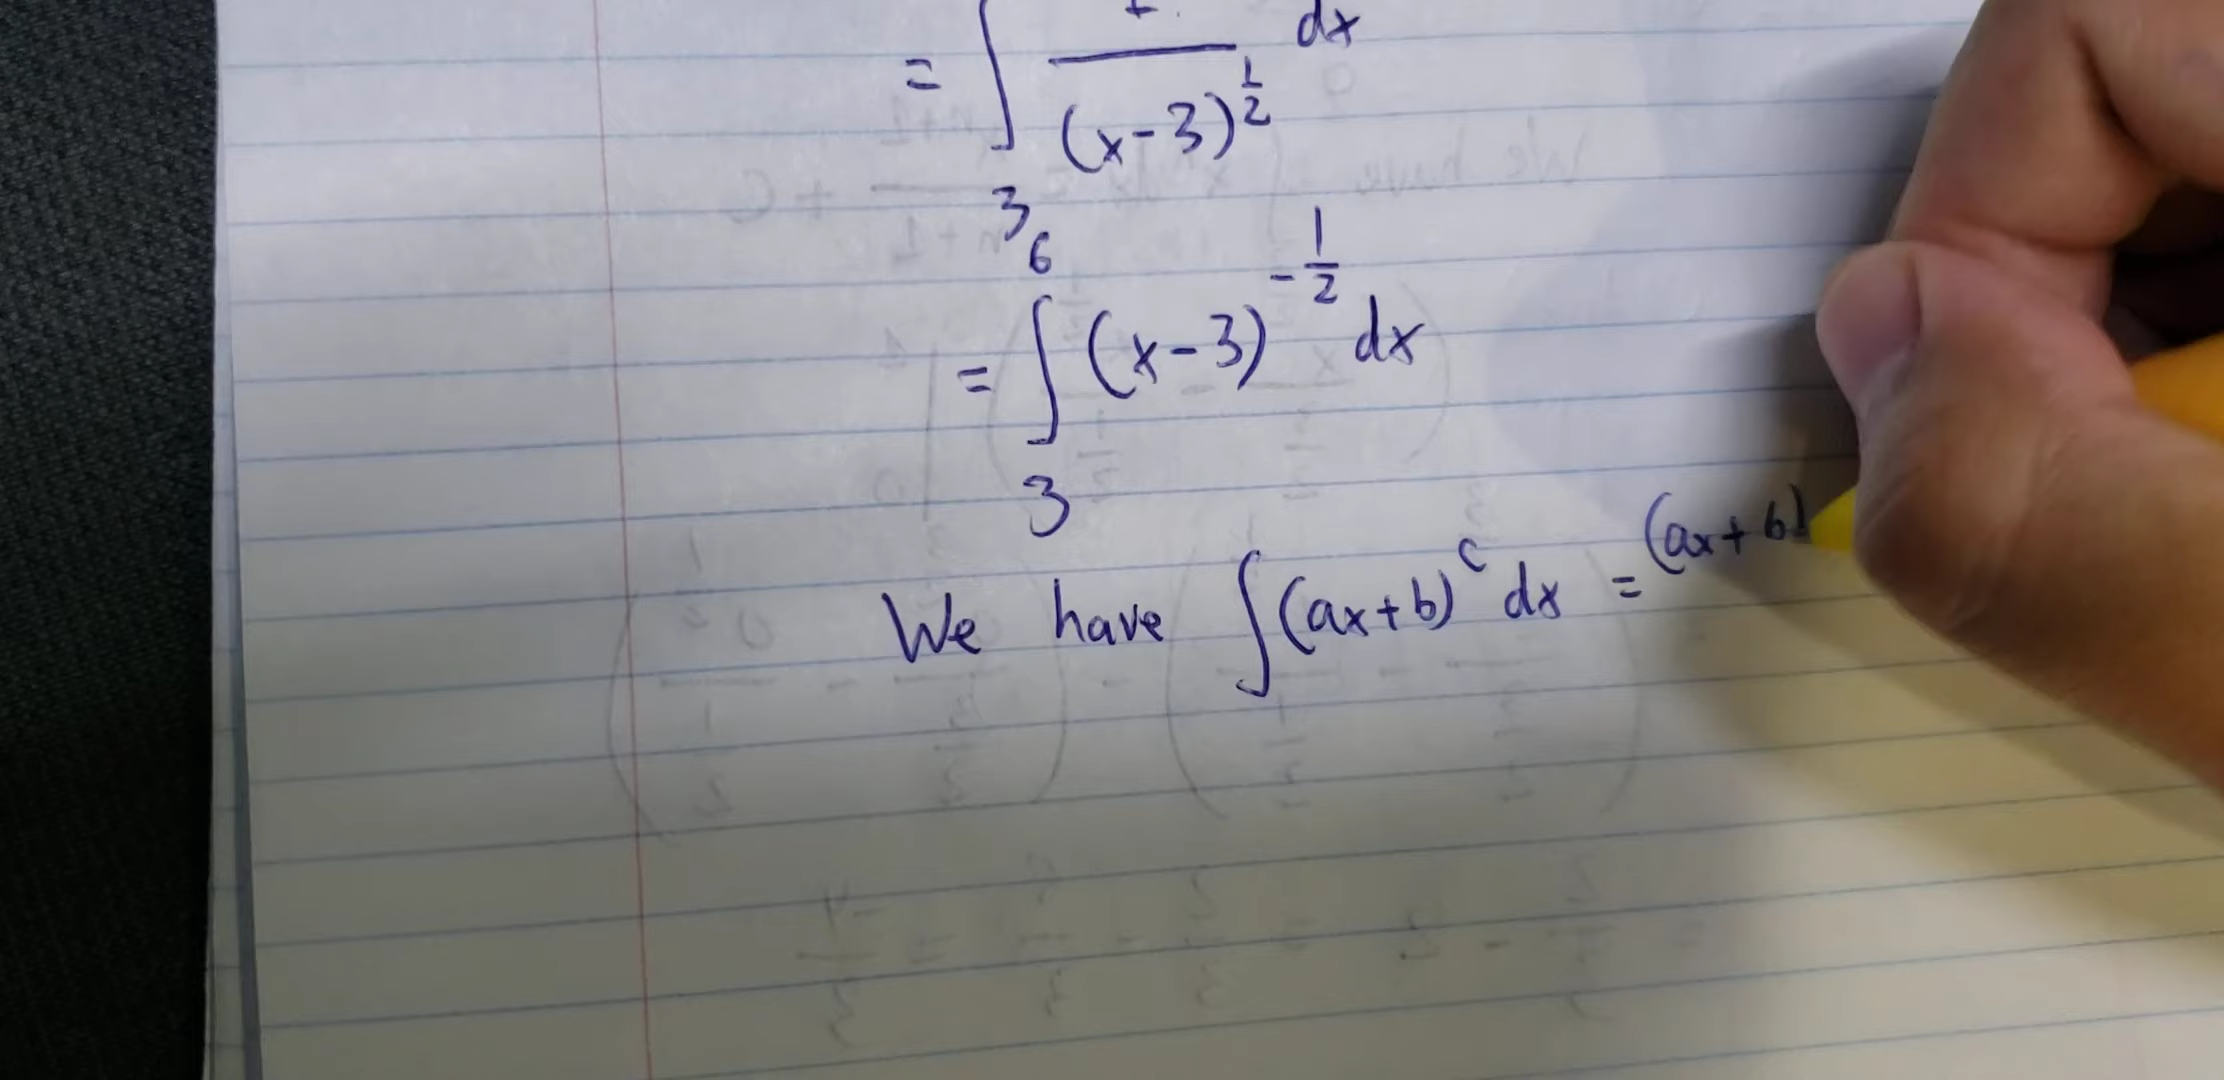 = ∫ 1/(x-3)^(1/2) dx
3
6
= ∫ (x-3)^(-1/2) dx
3
We have ∫(ax+b)^c dx = (ax+b)